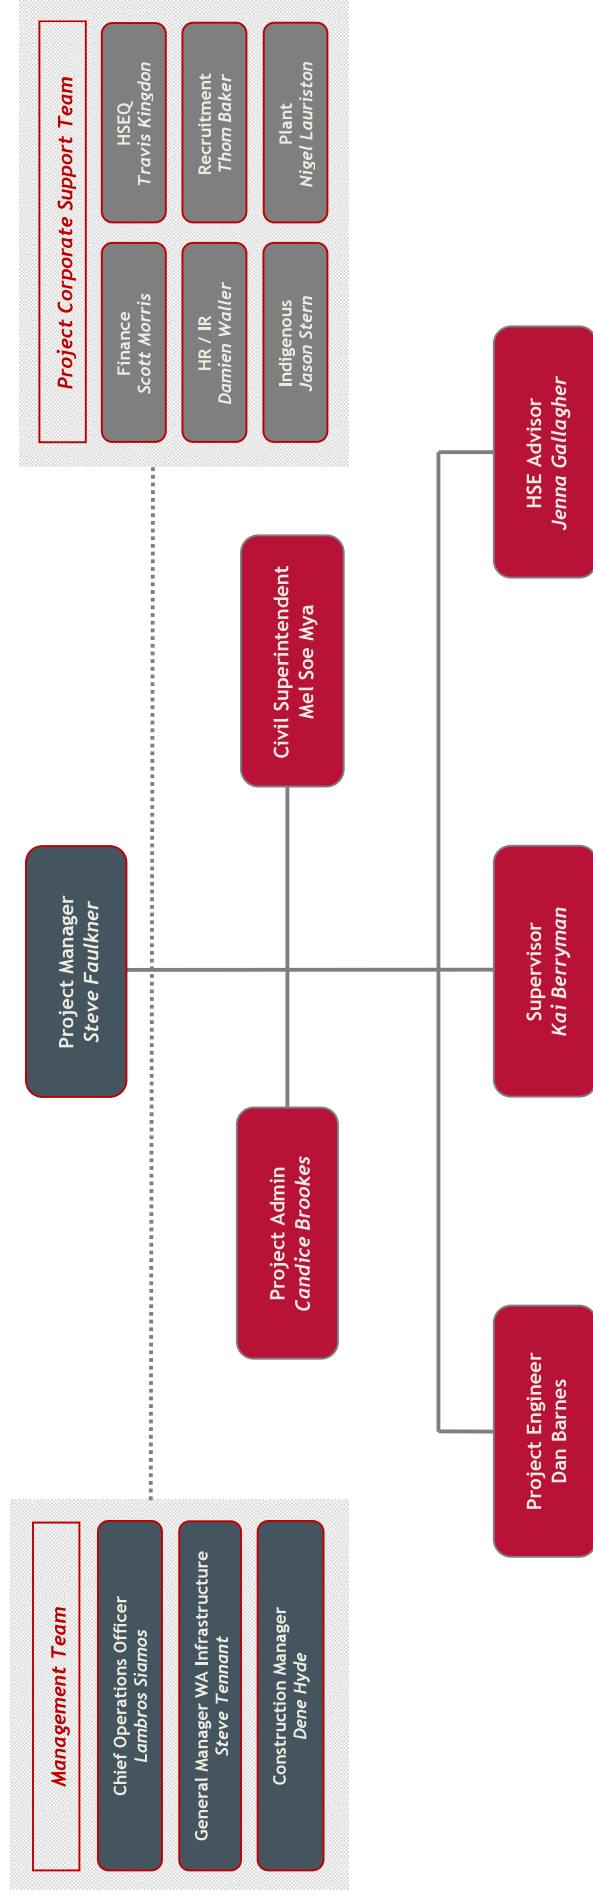 Management Team
Chief Operations Officer
Lambros Siamos
General Manager WA Infrastructure
Steve Tennant
Construction Manager
Dene Hyde
Project Manager
Steve Faulkner
Project Corporate Support Team
Finance
Scott Morris
HSEQ
Travis Kingdon
HR / IR
Damien Waller
Recruitment
Thom Baker
Indigenous
Jason Stern
Plant
Nigel Lauriston
Project Admin
Candice Brookes
Civil Superintendent
Mel Soe Mya
Project Engineer
Dan Barnes
Supervisor
Kai Berryman
HSE Advisor
Jenna Gallagher